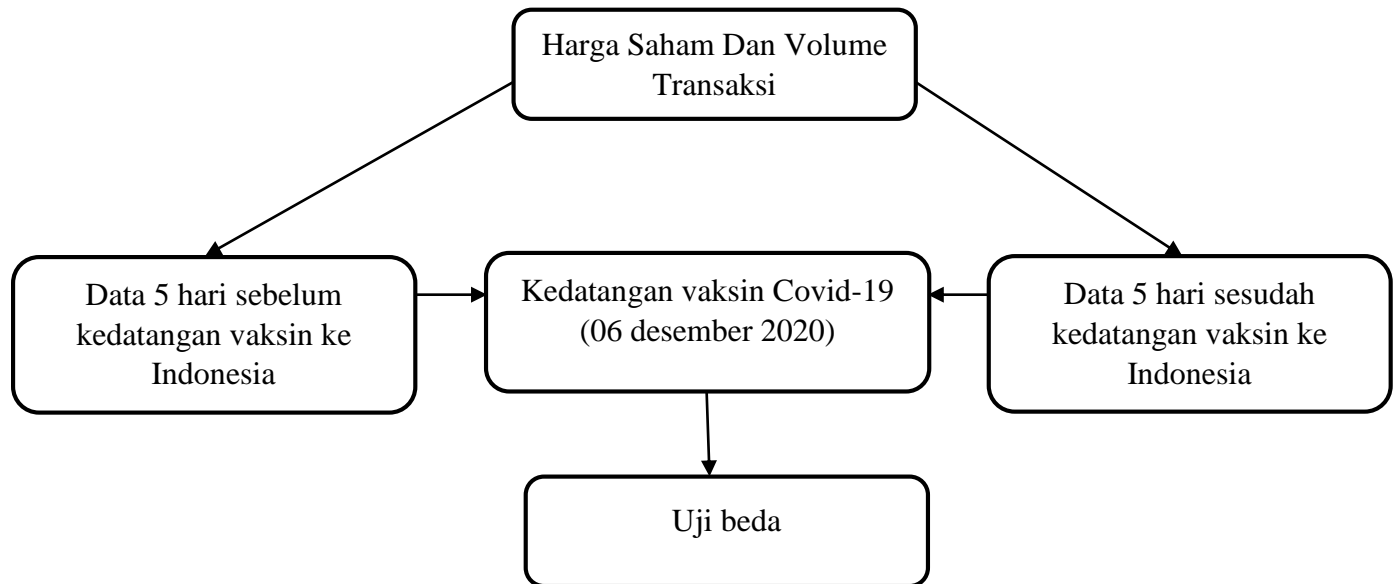 Harga Saham Dan Volume
Transaksi
Data 5 hari sebelum
kedatangan vaksin ke
Indonesia
Kedatangan vaksin Covid-19
(06 desember 2020)
Data 5 hari sesudah
kedatangan vaksin ke
Indonesia
Uji beda